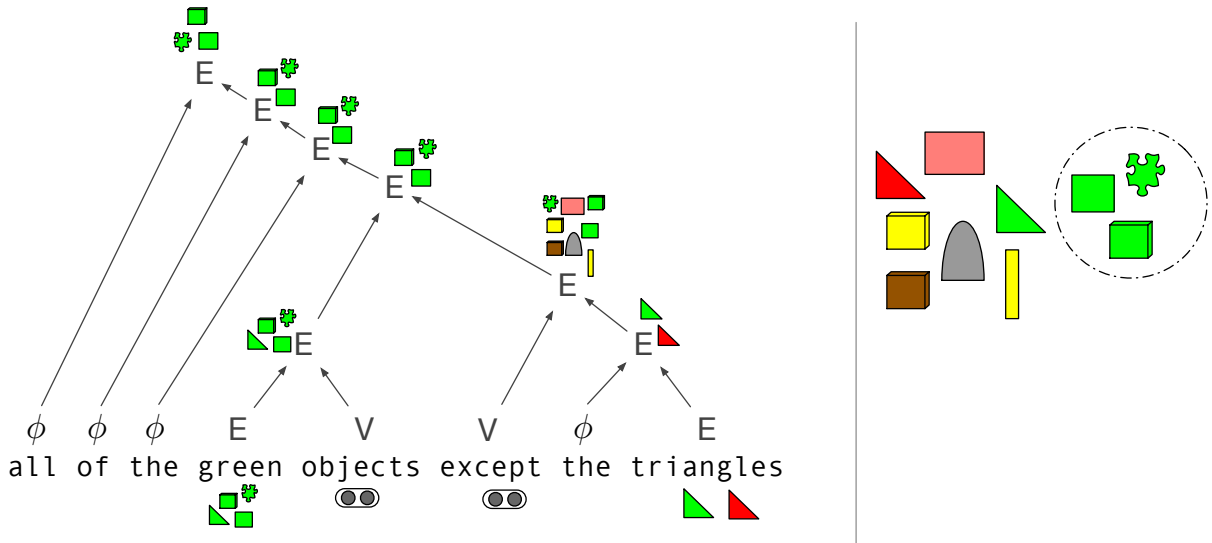 E
E
E
E
E
E
E
ϕ ϕ ϕ E V V ϕ E
all of the green objects except the triangles